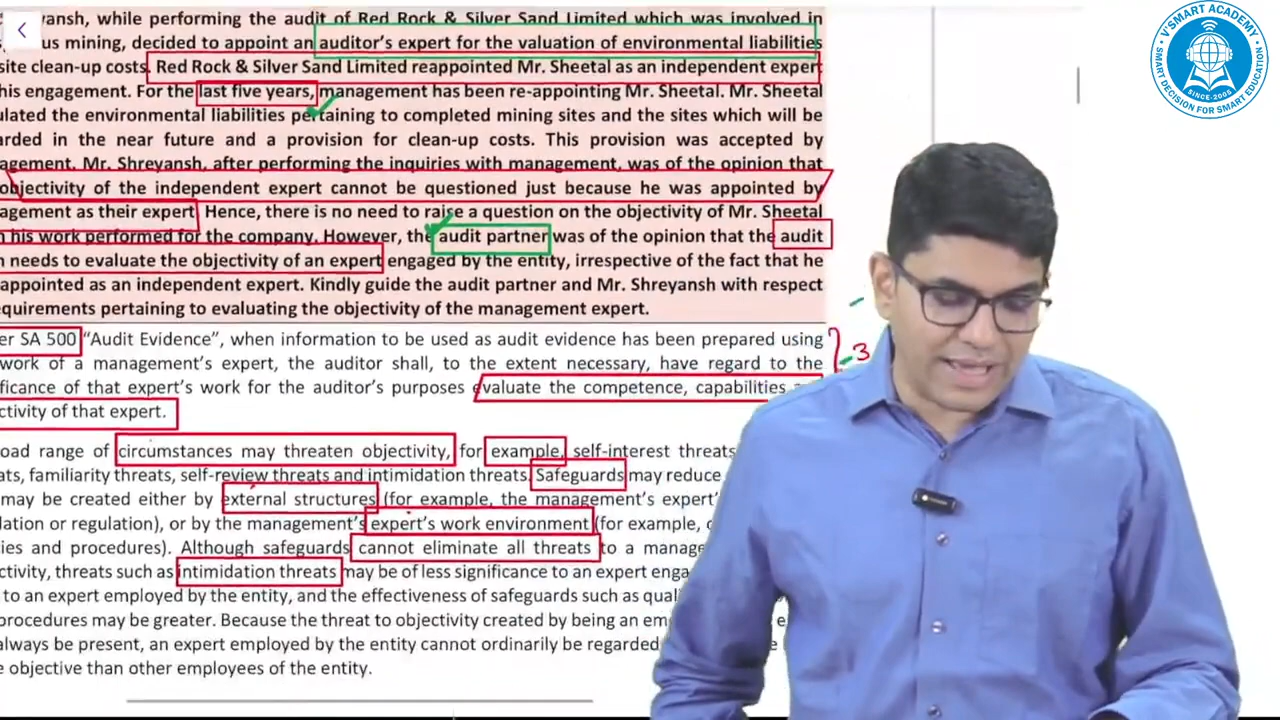 ansh, while performing the audit of Red Rock & Silver Sand Limited which was involved in
us mining, decided to appoint an auditor's expert for the valuation of environmental liabilities
site clean-up costs. Red Rock & Silver Sand Limited reappointed Mr. Sheetal as an independent expert
his engagement. For the last five years, management has been re-appointing Mr. Sheetal. Mr. Sheetal
ulated the environmental liabilities pertaining to completed mining sites and the sites which will be
arded in the near future and a provision for clean-up costs. This provision was accepted by
agement. Mr. Shreyansh, after performing the inquiries with management, was of the opinion that
objectivity of the independent expert cannot be questioned just because he was appointed by
agement as their expert. Hence, there is no need to raise a question on the objectivity of Mr. Sheetal
his work performed for the company. However, the audit partner was of the opinion that the audit
needs to evaluate the objectivity of an expert engaged by the entity, irrespective of the fact that he
appointed as an independent expert. Kindly guide the audit partner and Mr. Shreyansh with respect
equirements pertaining to evaluating the objectivity of the management expert.
er SA 500 "Audit Evidence", when information to be used as audit evidence has been prepared using
work of a management's expert, the auditor shall, to the extent necessary, have regard to the
ificance of that expert's work for the auditor's purposes evaluate the competence, capabilities
ctivity of that expert.
3
oad range of circumstances may threaten objectivity, for example, self-interest threats
ats, familiarity threats, self-review threats and intimidation threats. Safeguards may reduce
may be created either by external structures (for example, the management's expert'
lation or regulation), or by the management's expert's work environment (for example,
ies and procedures). Although safeguards cannot eliminate all threats to a manage
ctivity, threats such as intimidation threats may be of less significance to an expert enga
to an expert employed by the entity, and the effectiveness of safeguards such as qual
procedures may be greater. Because the threat to objectivity created by being an em
always be present, an expert employed by the entity cannot ordinarily be regarded
e objective than other employees of the entity.
V'SMART ACADEMY
SMART DECISION FOR SMART EDUCATION
SINCE-2005